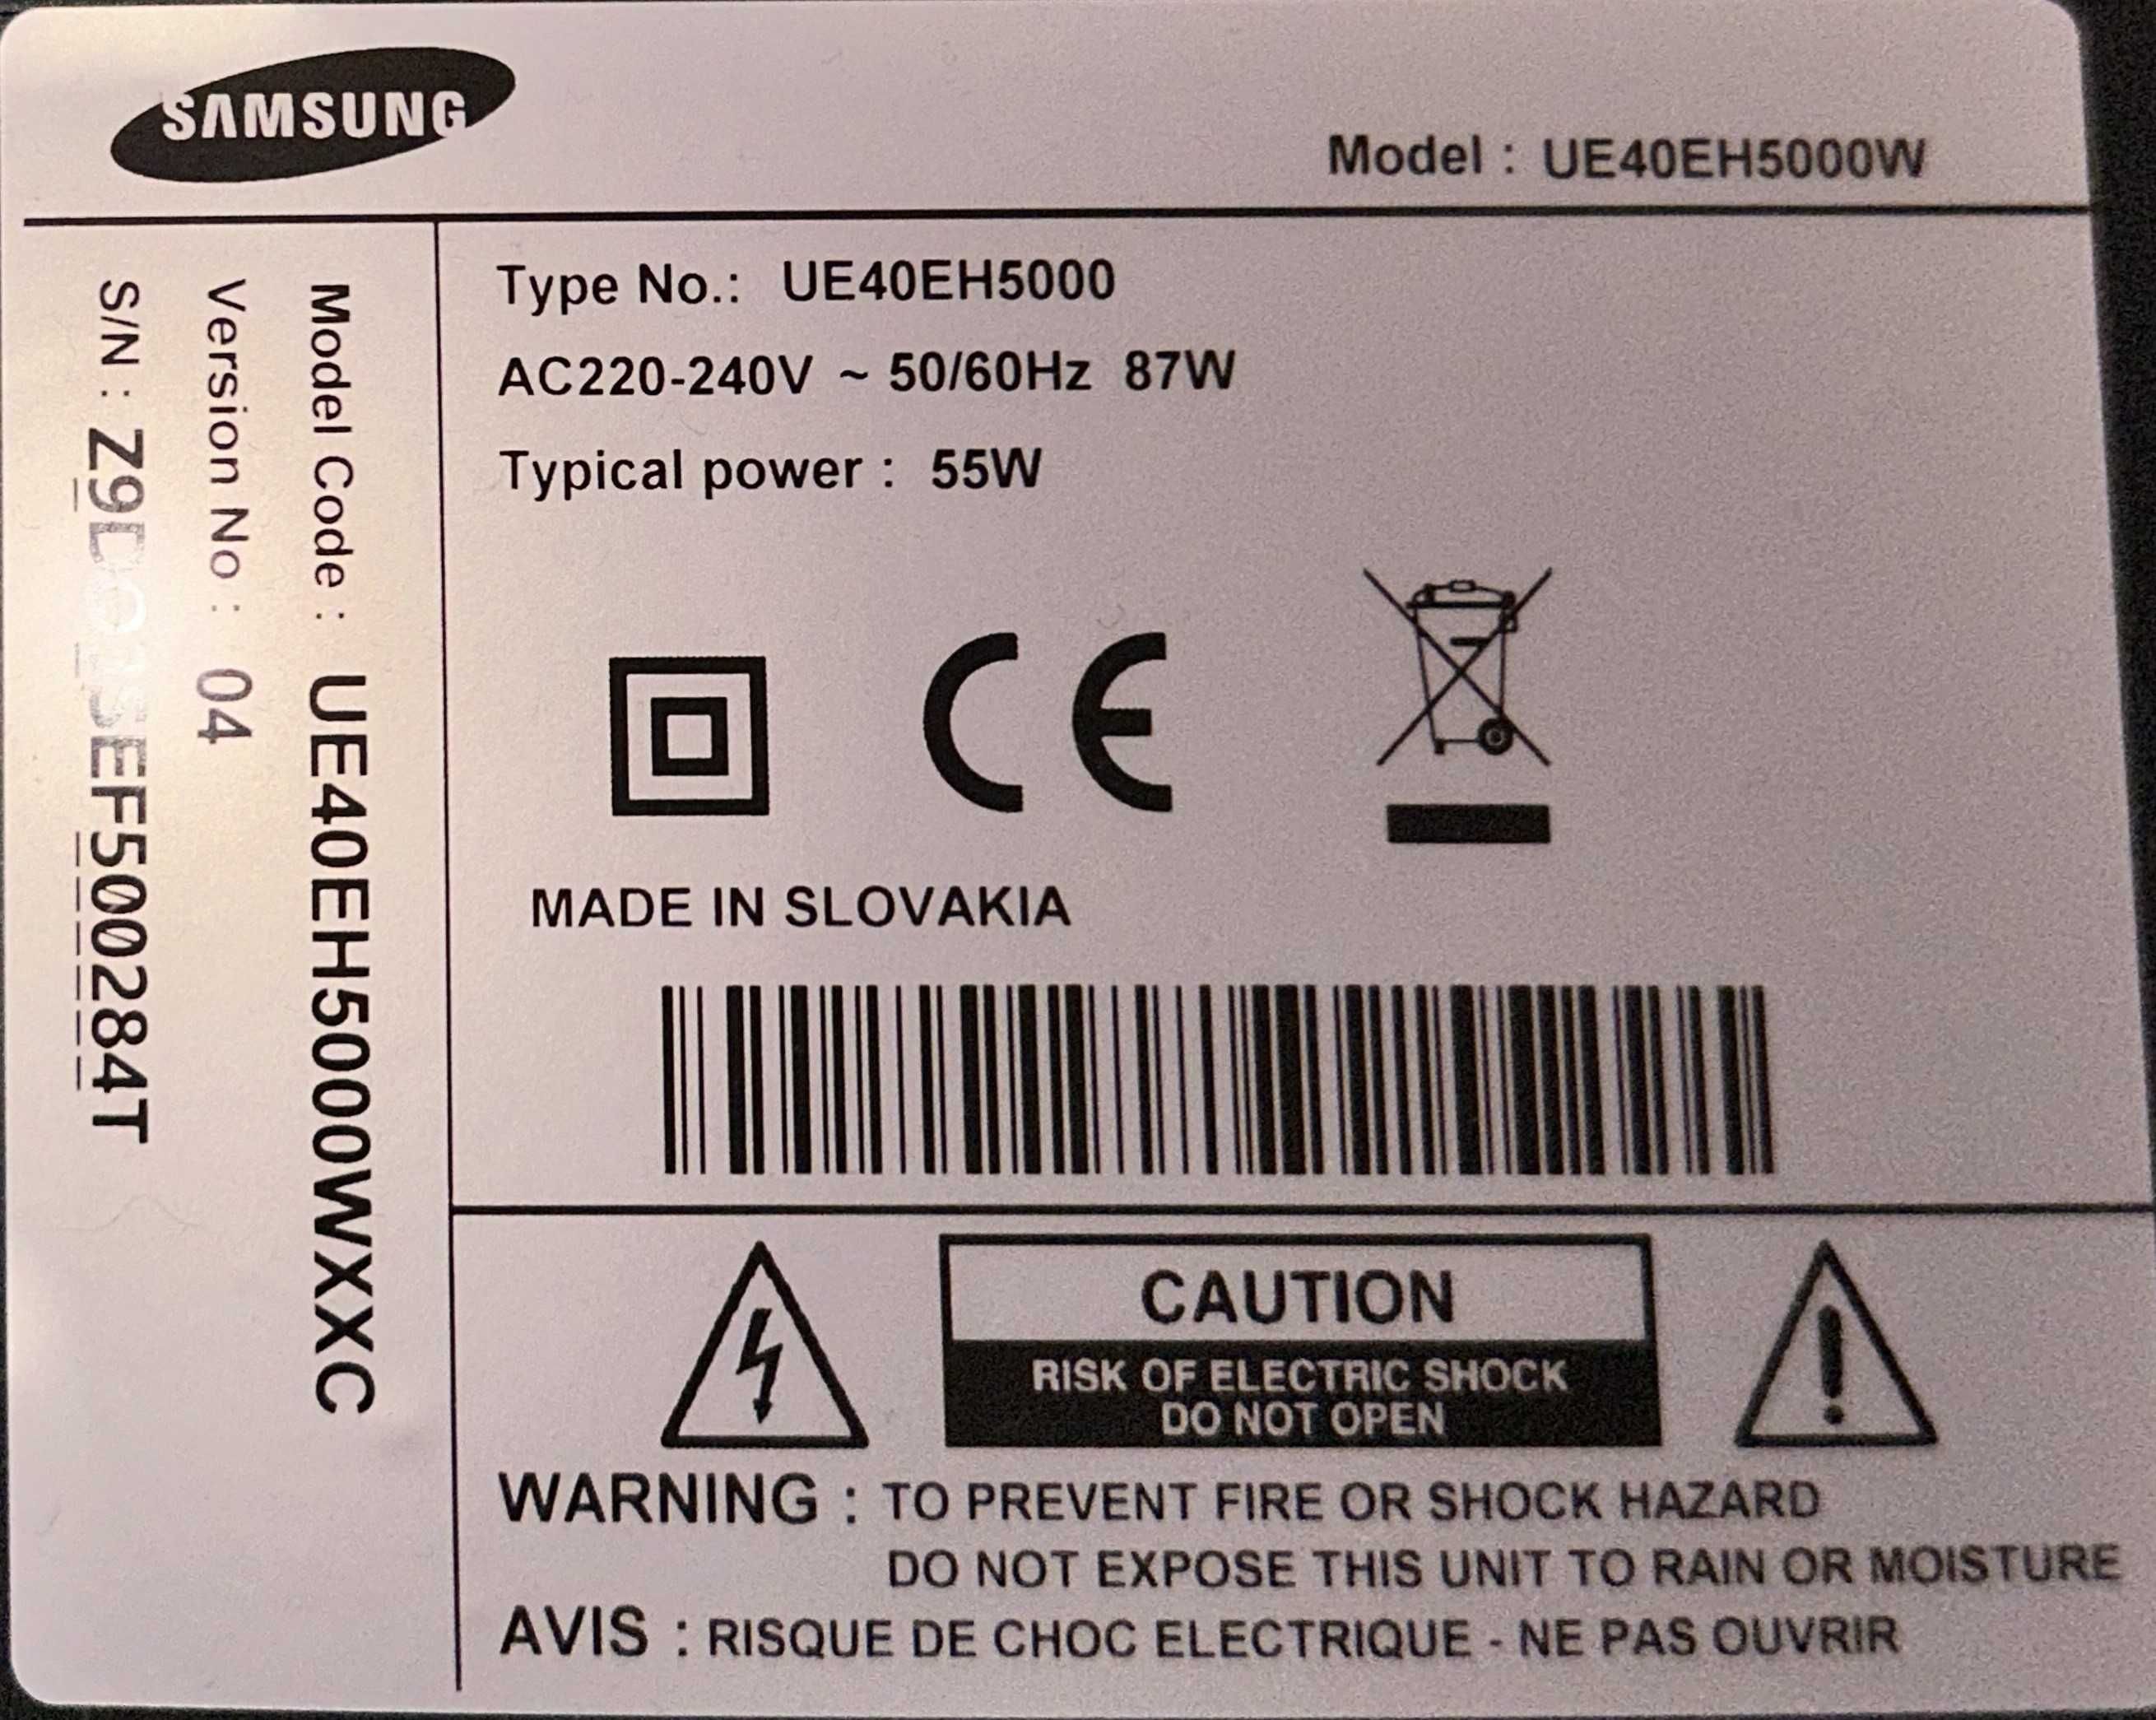 SAMSUNG
Model : UE40EH5000W
Type No.: UE40EH5000
AC220-240V ~ 50/60Hz 87W
Typical power : 55W
CE
MADE IN SLOVAKIA
Model Code : UE40EH5000WXXC
Version No : 04
S/N :
CAUTION
RISK OF ELECTRIC SHOCK
DO NOT OPEN
WARNING : TO PREVENT FIRE OR SHOCK HAZARD
DO NOT EXPOSE THIS UNIT TO RAIN OR MOISTURE
AVIS : RISQUE DE CHOC ELECTRIQUE - NE PAS OUVRIR